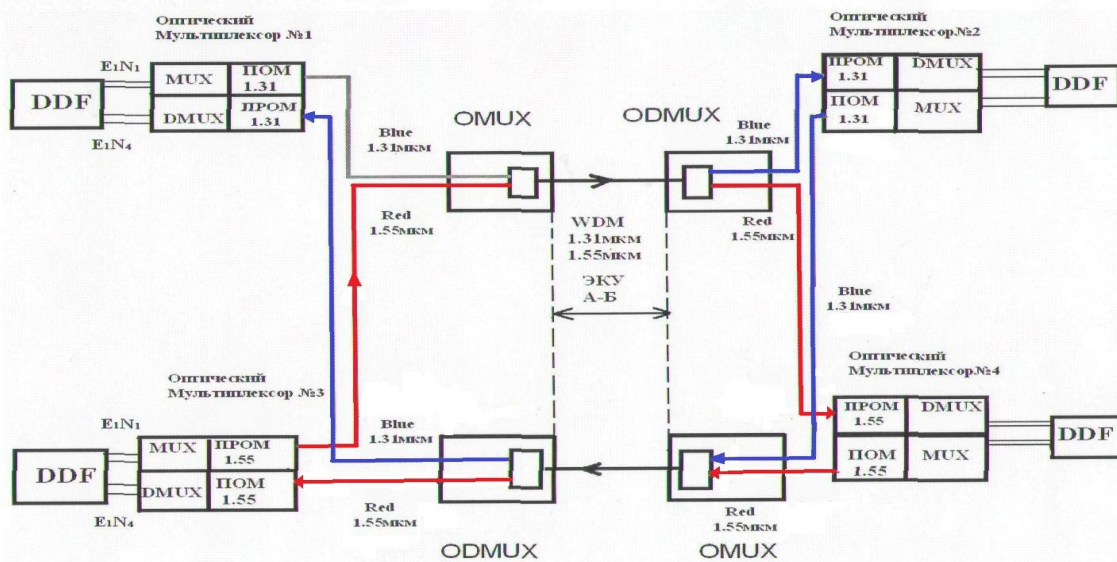 Оптический
Мультиплексор №1
E1N1
DDF
MUX
ПОМ
1.31
DMUX
ПРОМ
1.31
E1N4
Blue
1.31мкм
OMUX
ODMUX
Blue
1.31мкм
Оптический
Мультиплексор№2
ПРОМ
1.31
DMUX
ПОМ
1.31
MUX
DDF
Red
1.55мкм
WDM
1.31мкм
1.55мкм
Red
1.55мкм
ЭКУ
А-Б
Blue
1.31мкм
Оптический
Мультиплексор №3
E1N1
DDF
MUX
ПРОМ
1.55
DMUX
ПОМ
1.55
E1N4
Blue
1.31мкм
Red
1.55мкм
ODMUX
Red
1.55мкм
OMUX
Оптический
Мультиплексор№4
ПРОМ
1.55
DMUX
ПОМ
1.55
MUX
DDF